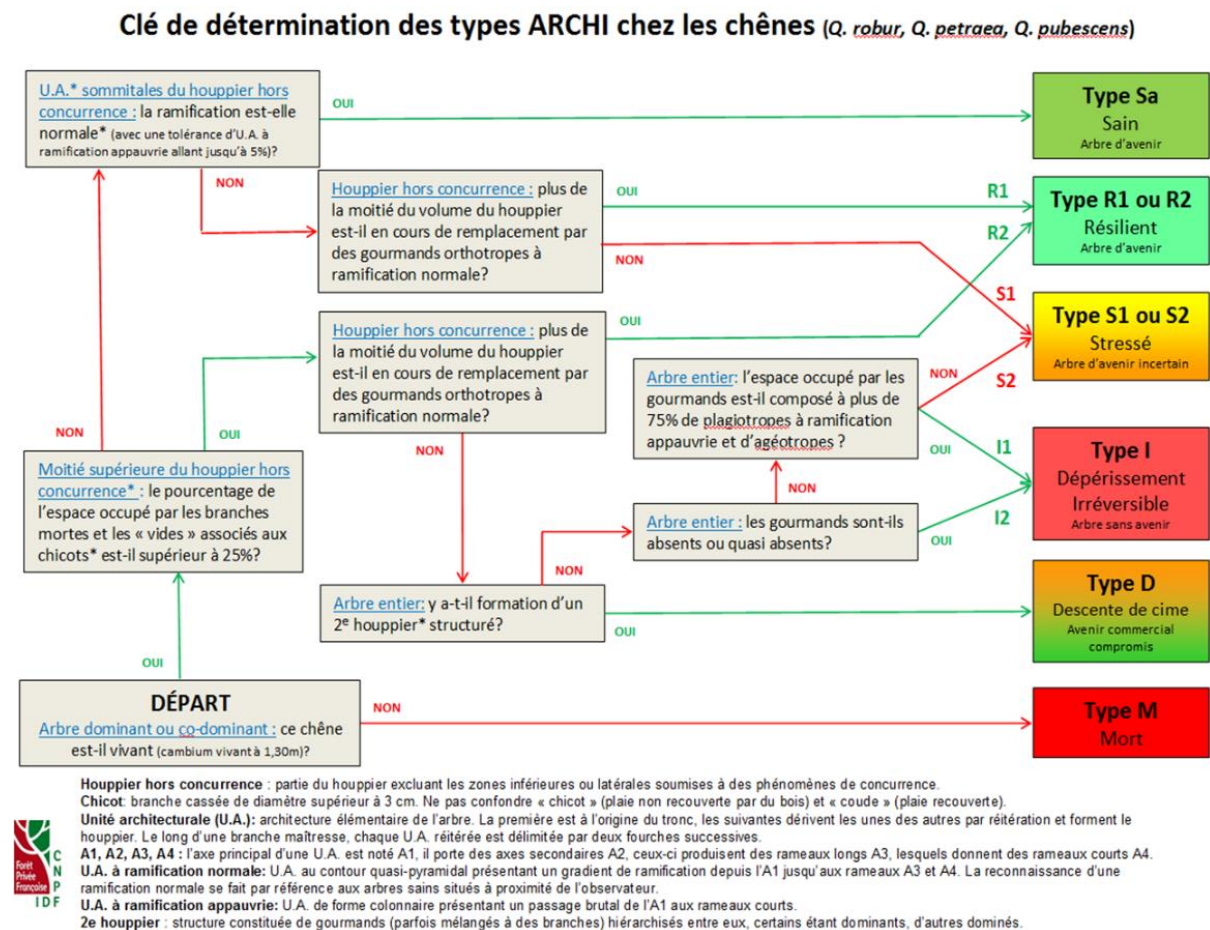 Clé de détermination des types ARCHI chez les chênes (Q. robur, Q. petraea, Q. pubescens)
U.A.* sommitales du houppier hors
concurrence : la ramification est-elle
normale* (avec une tolérance d'U.A. à
ramification appauvrie allant jusqu'à 5%)?
OUI
NON
Type Sa
Sain
Arbre d'avenir
Houppier hors concurrence : plus de
la moitié du volume du houppier
est-il en cours de remplacement par
des gourmands orthotropes à
ramification normale?
OUI
NON
R1
R2
Type R1 ou R2
Résilient
Arbre d'avenir
S1
S2
Type S1 ou S2
Stressé
Arbre d'avenir incertain
Houppier hors concurrence : plus de
la moitié du volume du houppier
est-il en cours de remplacement par
des gourmands orthotropes à
ramification normale?
OUI
NON
Arbre entier: l'espace occupé par les
gourmands est-il composé à plus de
75% de plagiotropes à ramification
appauvrie et d'agéotropes ?
NON
OUI
NON
OUI
Moitié supérieure du houppier hors
concurrence* : le pourcentage de
l'espace occupé par les branches
mortes et les « vides » associés aux
chicots* est-il supérieur à 25%?
I1
I2
Type I
Dépérissement
Irréversible
Arbre sans avenir
NON
Arbre entier : les gourmands sont-ils
absents ou quasi absents?
OUI
NON
Arbre entier: y a-t-il formation d'un
2e houppier* structuré?
OUI
Type D
Descente de cime
Avenir commercial
compromis
OUI
DÉPART
Arbre dominant ou co-dominant : ce chêne
est-il vivant (cambium vivant à 1,30m)?
NON
Type M
Mort
Houppier hors concurrence : partie du houppier excluant les zones inférieures ou latérales soumises à des phénomènes de concurrence.
Chicot: branche cassée de diamètre supérieur à 3 cm. Ne pas confondre « chicot » (plaie non recouverte par du bois) et « coude » (plaie recouverte).
Unité architecturale (U.A.): architecture élémentaire de l'arbre. La première est à l'origine du tronc, les suivantes dérivent les unes des autres par réitération et forment le
houppier. Le long d'une branche maîtresse, chaque U.A. réitérée est délimitée par deux fourches successives.
A1, A2, A3, A4 : l'axe principal d'une U.A. est noté A1, il porte des axes secondaires A2, ceux-ci produisent des rameaux longs A3, lesquels donnent des rameaux courts A4.
U.A. à ramification normale: U.A. au contour quasi-pyramidal présentant un gradient de ramification depuis l'A1 jusqu'aux rameaux A3 et A4. La reconnaissance d'une
ramification normale se fait par référence aux arbres sains situés à proximité de l'observateur.
U.A. à ramification appauvrie: U.A. de forme colonnaire présentant un passage brutal de l'A1 aux rameaux courts.
2e houppier : structure constituée de gourmands (parfois mélangés à des branches) hiérarchisés entre eux, certains étant dominants, d'autres dominés.
Forêt
Privée
Française
CNPF
IDF